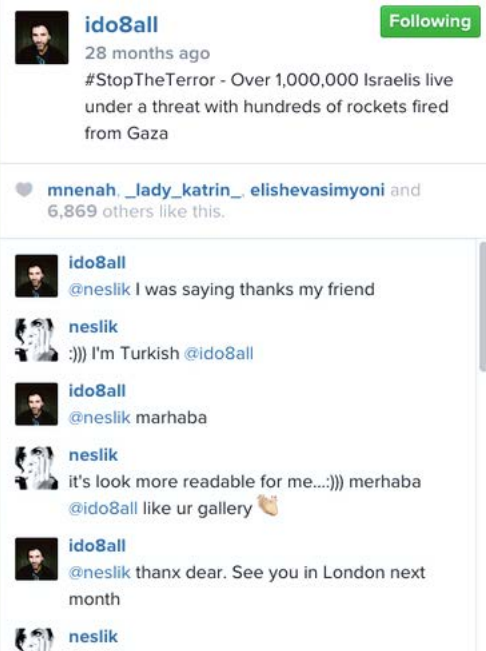 ido8all
Following
28 months ago
#StopTheTerror - Over 1,000,000 Israelis live
under a threat with hundreds of rockets fired
from Gaza
mnenah, _lady_katrin_, elishevasimyoni and
6,869 others like this.
ido8all
@neslik I was saying thanks my friend
neslik
:))) I'm Turkish @ido8all
ido8all
@neslik marhaba
neslik
it's look more readable for me...:))) merhaba
@ido8all like ur gallery 👏
ido8all
@neslik thanx dear. See you in London next
month
neslik